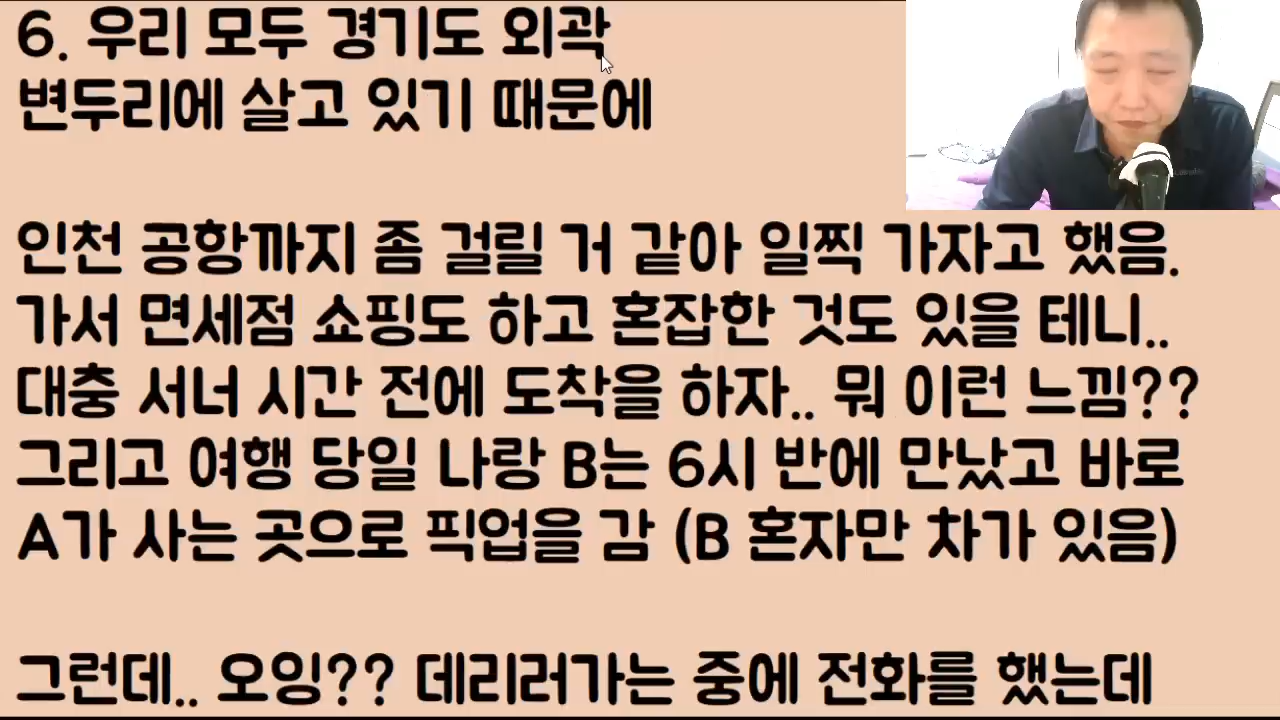 6. 우리 모두 경기도 외곽
변두리에 살고 있기 때문에
인천 공항까지 좀 걸릴 거 같아 일찍 가자고 했음.
가서 면세점 쇼핑도 하고 혼잡한 것도 있을 테니..
대충 서너 시간 전에 도착을 하자.. 뭐 이런 느낌??
그리고 여행 당일 나랑 B는 6시 반에 만났고 바로
A가 사는 곳으로 픽업을 감 (B 혼자만 차가 있음)
그런데.. 오잉?? 데리러가는 중에 전화를 했는데